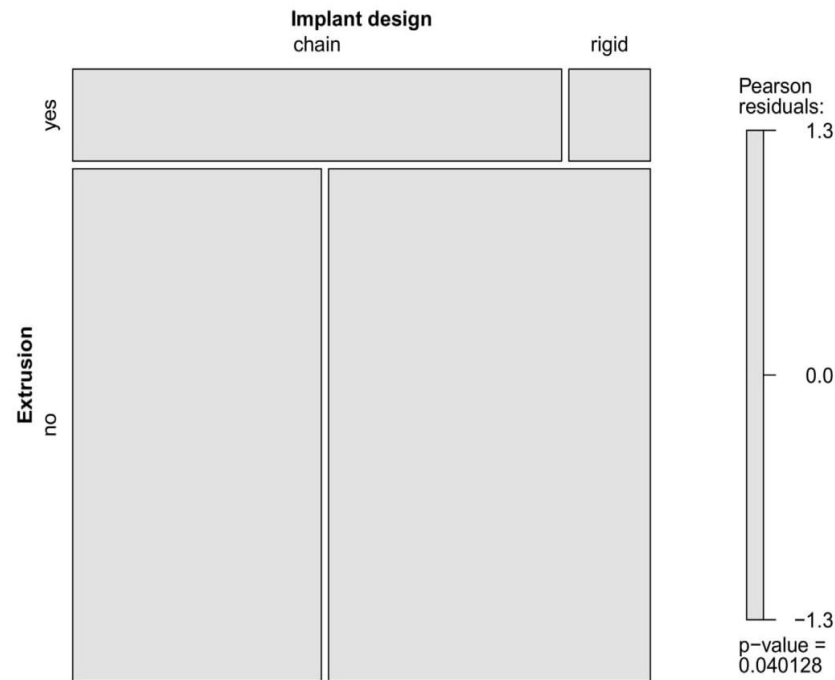 Implant design
chain rigid
yes
Extrusion
no
Pearson
residuals:
1.3
0.0
−1.3
p−value =
0.040128